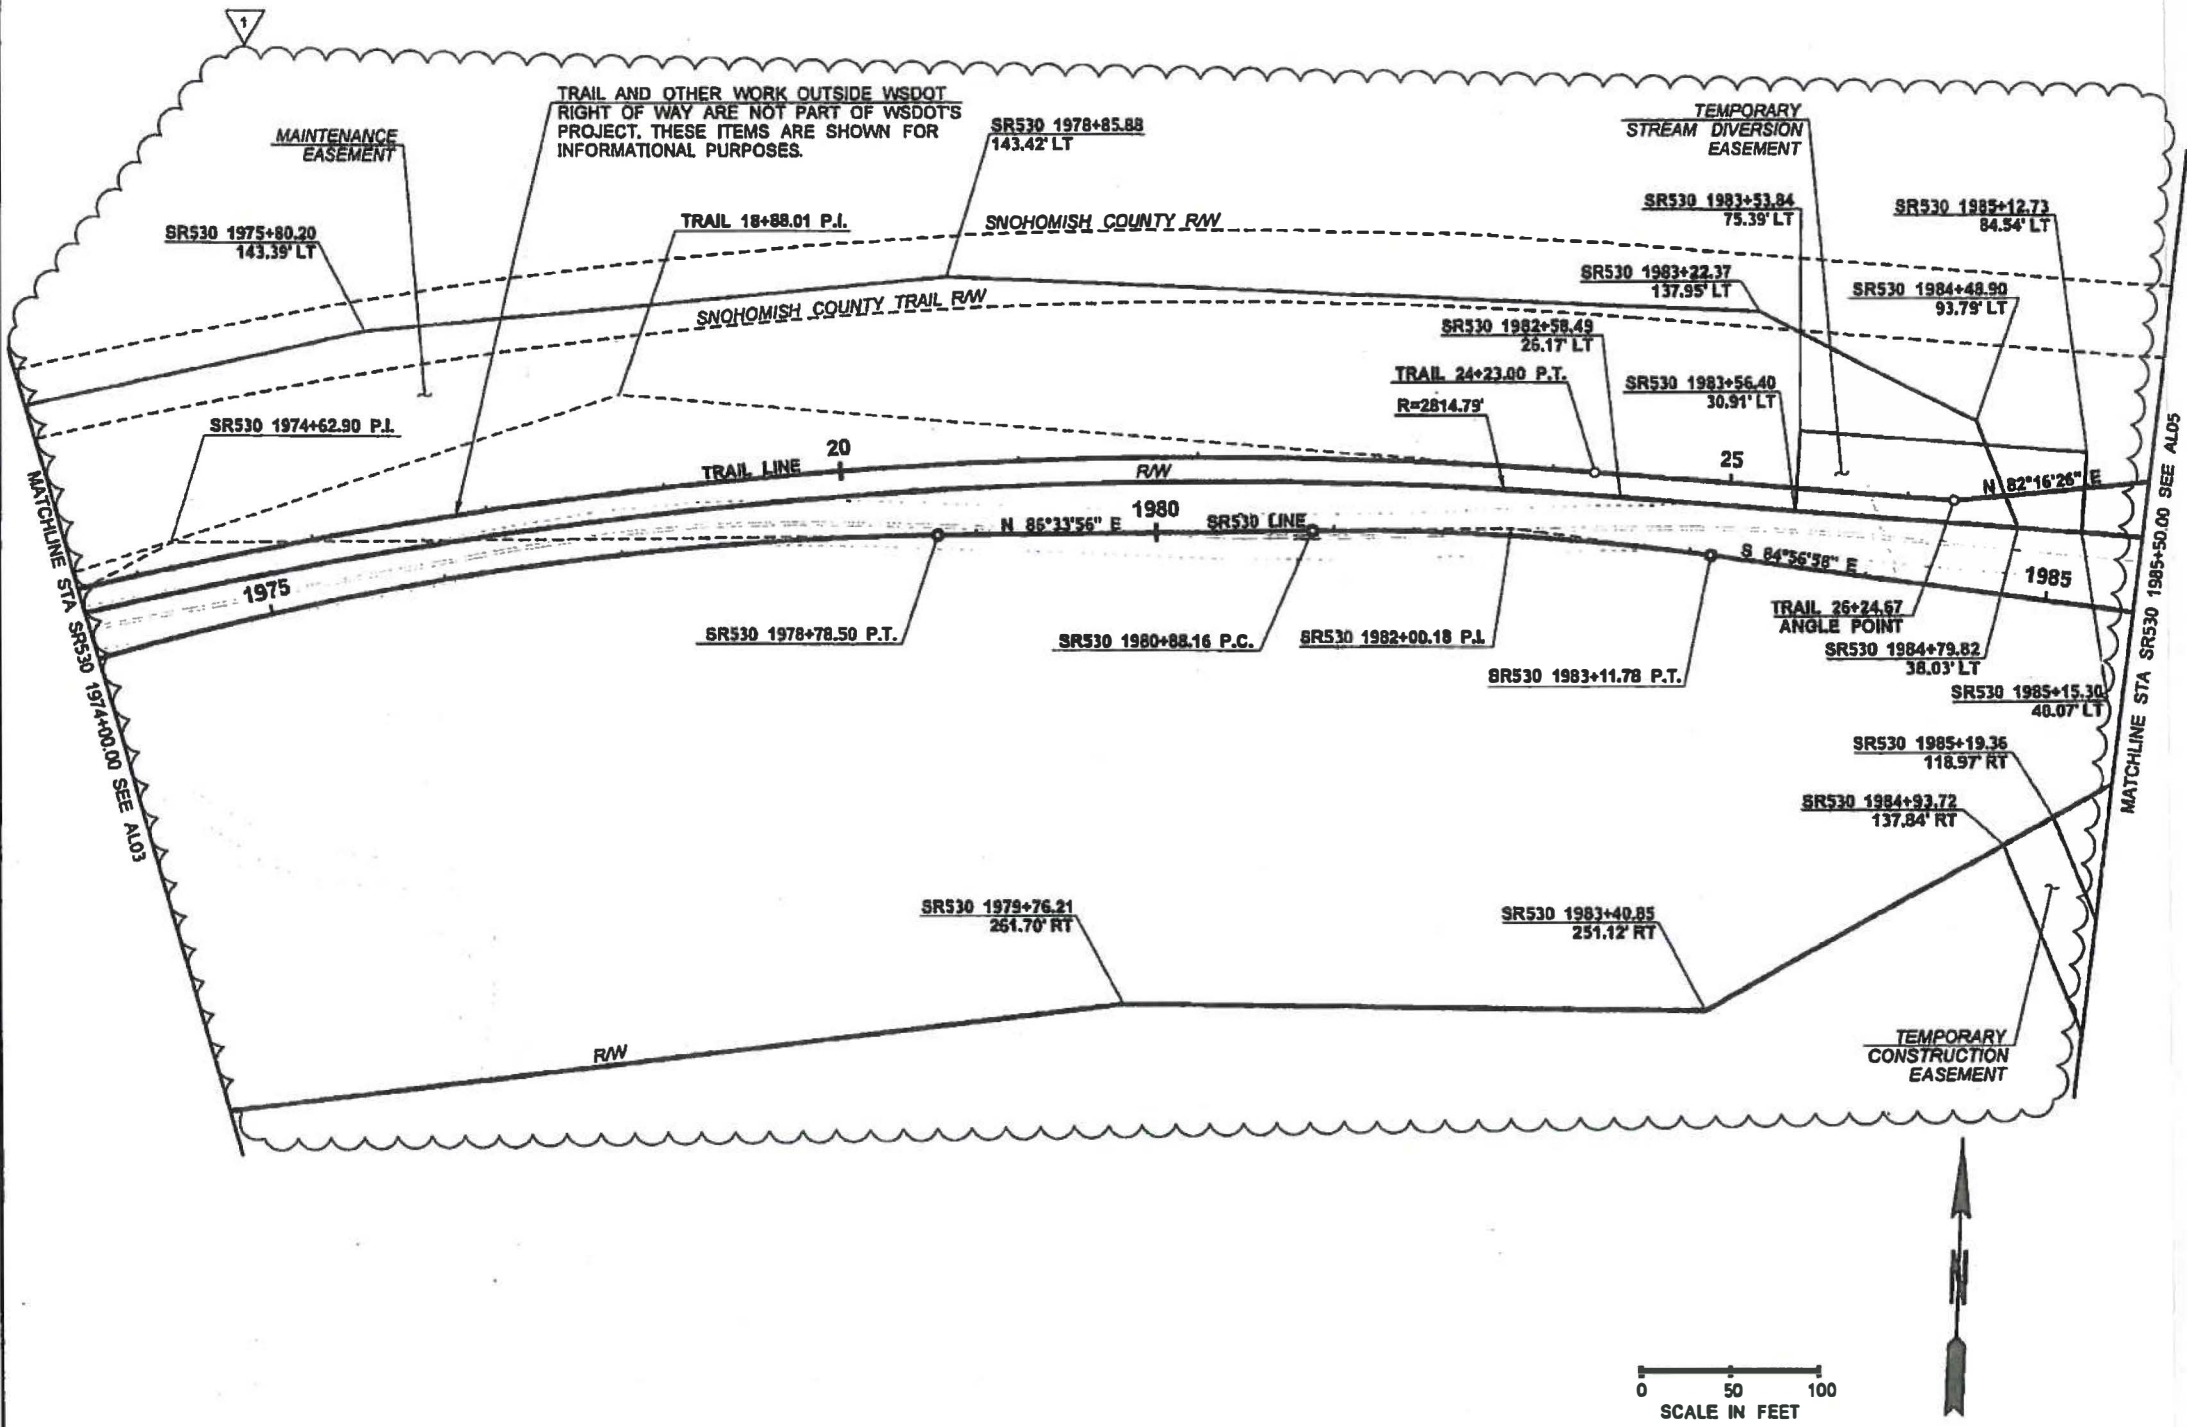 1
TRAIL AND OTHER WORK OUTSIDE WSDOT
RIGHT OF WAY ARE NOT PART OF WSDOT'S
PROJECT. THESE ITEMS ARE SHOWN FOR
INFORMATIONAL PURPOSES.
MAINTENANCE
EASEMENT
SR530 1978+85.88
143.42' LT
TEMPORARY
STREAM DIVERSION
EASEMENT
SR530 1975+80.20
143.39' LT
TRAIL 18+88.01 P.I.
SNOHOMISH COUNTY R/W
SR530 1983+53.84
75.39' LT
SR530 1985+12.73
84.54' LT
SNOHOMISH COUNTY TRAIL R/W
SR530 1983+22.37
137.95' LT
SR530 1984+48.90
93.79' LT
SR530 1982+58.49
26.17' LT
TRAIL 24+23.00 P.T.
SR530 1983+56.40
30.91' LT
R=2814.79'
SR530 1974+62.90 P.I.
20
TRAIL LINE
R/W
25
N 82°16'26" E
1980
N 86°33'56" E
SR530 LINE
S 84°56'58" E
1975
1985
SR530 1978+78.50 P.T.
SR530 1980+88.16 P.C.
SR530 1982+00.18 P.I.
SR530 1983+11.78 P.T.
TRAIL 26+24.67
ANGLE POINT
SR530 1984+79.82
38.03' LT
SR530 1985+15.30
40.07' LT
SR530 1985+19.36
118.97' RT
SR530 1984+93.72
137.84' RT
MATCHLINE STA SR530 1974+00.00 SEE AL03
MATCHLINE STA SR530 1985+50.00 SEE AL05
SR530 1979+76.21
261.70' RT
SR530 1983+40.85
251.12' RT
R/W
TEMPORARY
CONSTRUCTION
EASEMENT
N
0 50 100
SCALE IN FEET